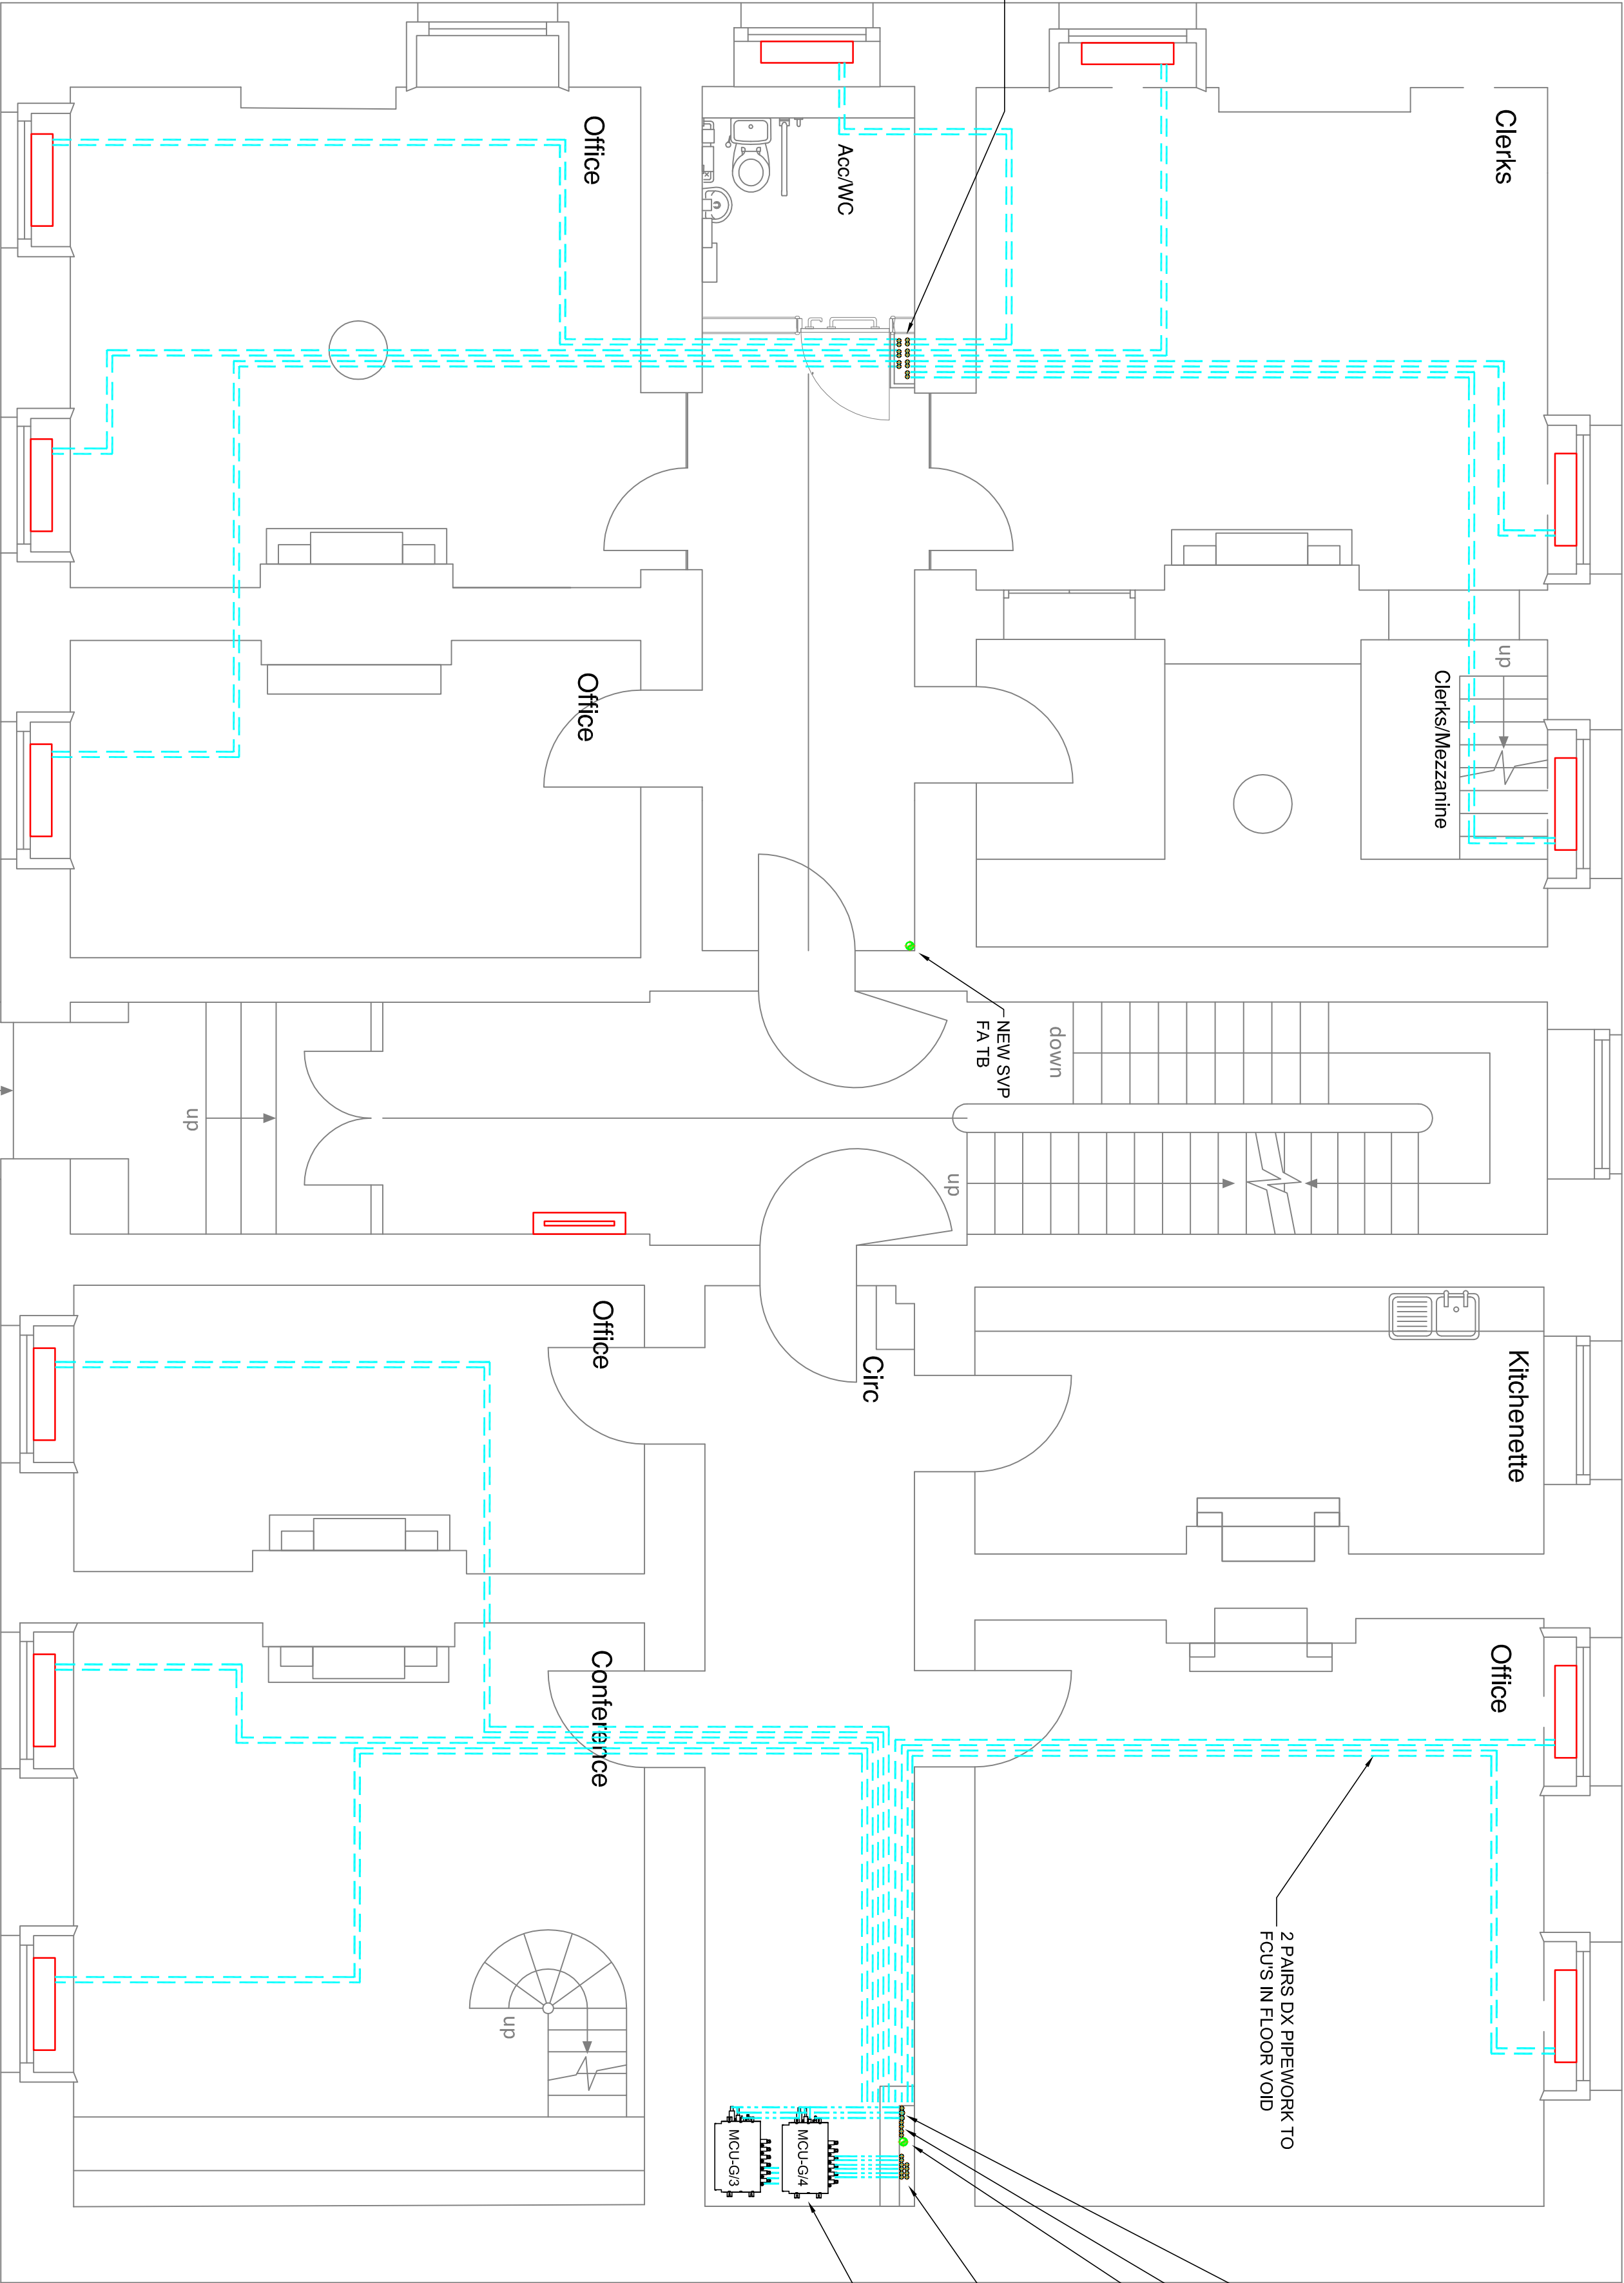 Clerks
Office
Acc/WC
up
Clerks/Mezzanine
Office
NEW SVP
FA TB
down
up
up
Office
Circ
Kitchenette
Office
Conference
2 PAIRS DX PIPEWORK TO
FCU'S IN FLOOR VOID
up
MCU-G/4
MCU-G/3